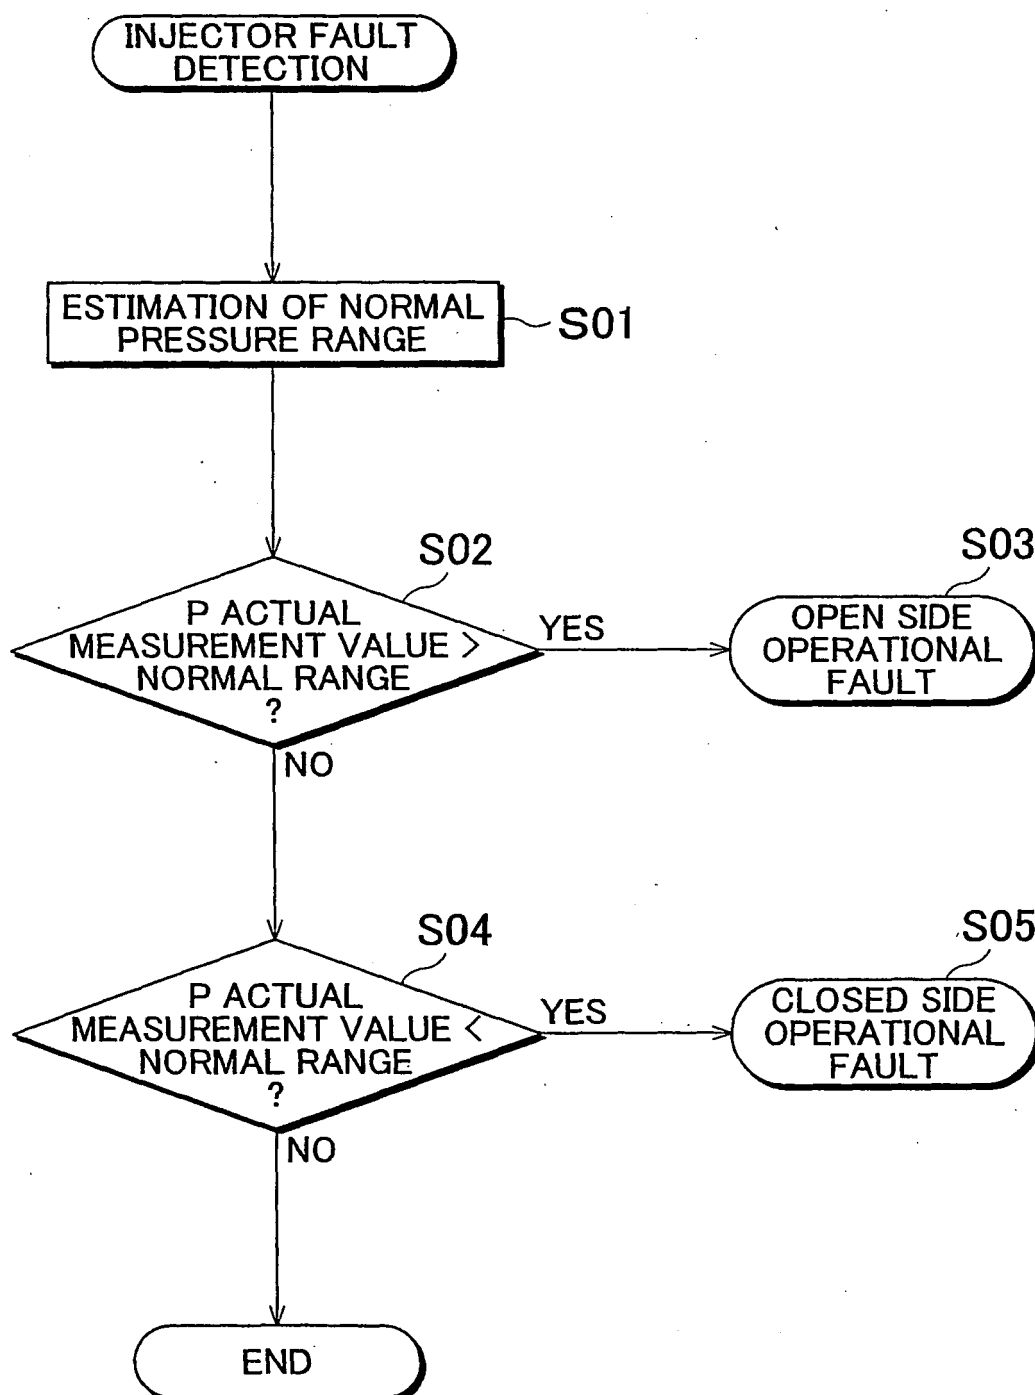 INJECTOR FAULT
DETECTION
ESTIMATION OF NORMAL
PRESSURE RANGE
S01
S02
P ACTUAL
MEASUREMENT VALUE >
NORMAL RANGE
?
YES
S03
OPEN SIDE
OPERATIONAL
FAULT
NO
S04
P ACTUAL
MEASUREMENT VALUE <
NORMAL RANGE
?
YES
S05
CLOSED SIDE
OPERATIONAL
FAULT
NO
END